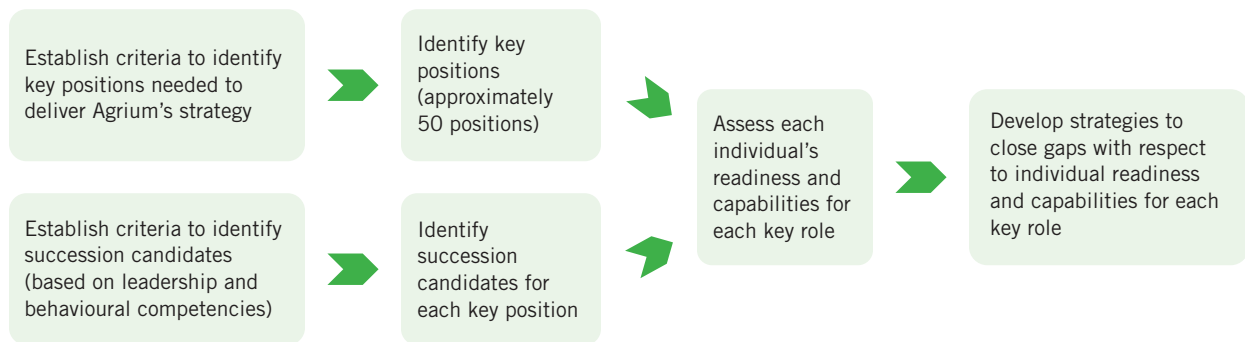 Establish criteria to identify
key positions needed to
deliver Agrium's strategy
Identify key
positions
(approximately
50 positions)
Establish criteria to identify
succession candidates
(based on leadership and
behavioural competencies)
Identify
succession
candidates for
each key position
Assess each
individual's
readiness and
capabilities for
each key role
Develop strategies to
close gaps with respect
to individual readiness
and capabilities for each
key role